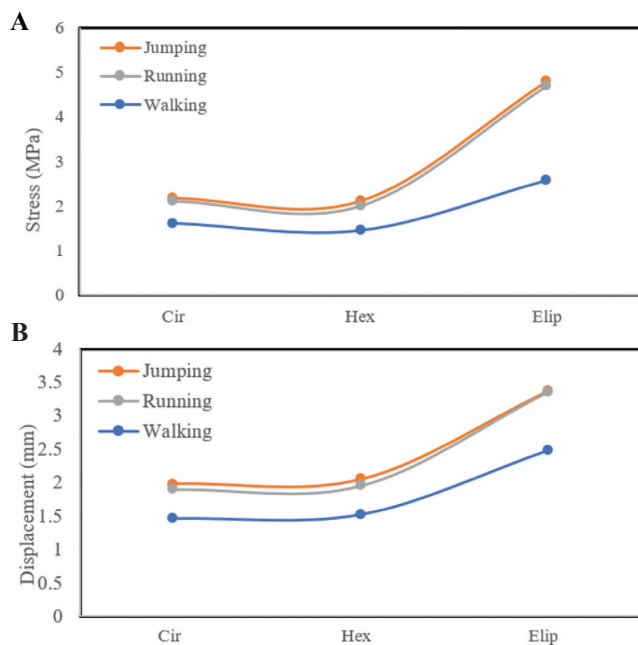 A
6
5
4
3
2
1
0
Stress (MPa)
Jumping
Running
Walking
Cir Hex Elip
B
4
3.5
3
2.5
2
1.5
1
0.5
0
Displacement (mm)
Jumping
Running
Walking
Cir Hex Elip